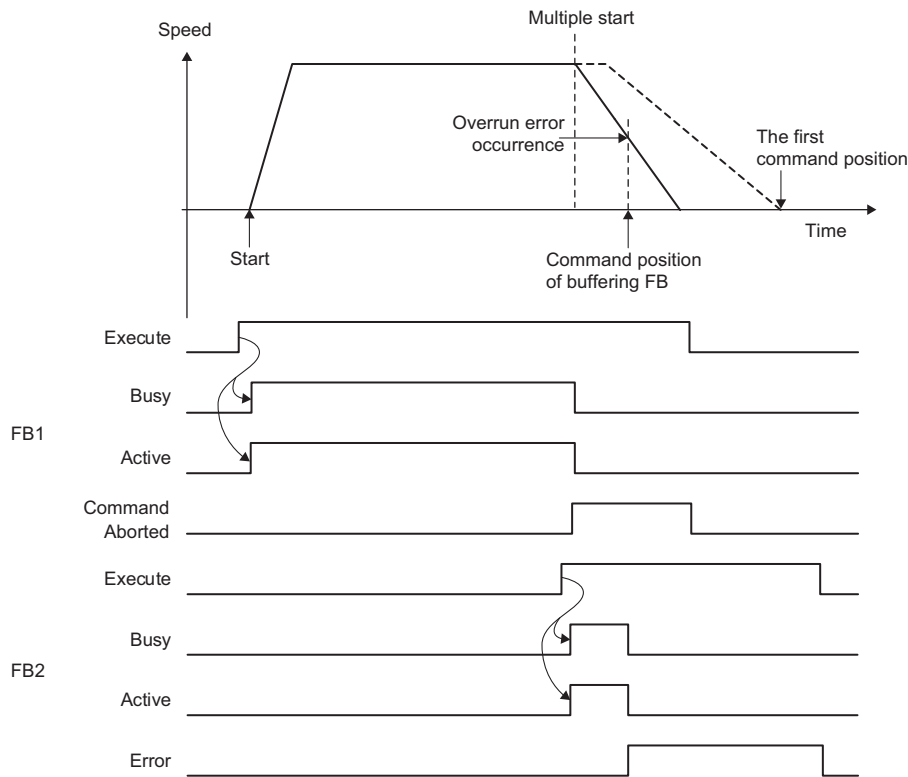 Multiple start
Speed
Overrun error
occurrence
The first
command position
Time
Start
Command position
of buffering FB
Execute
Busy
FB1
Active
Command
Aborted
Execute
Busy
FB2
Active
Error